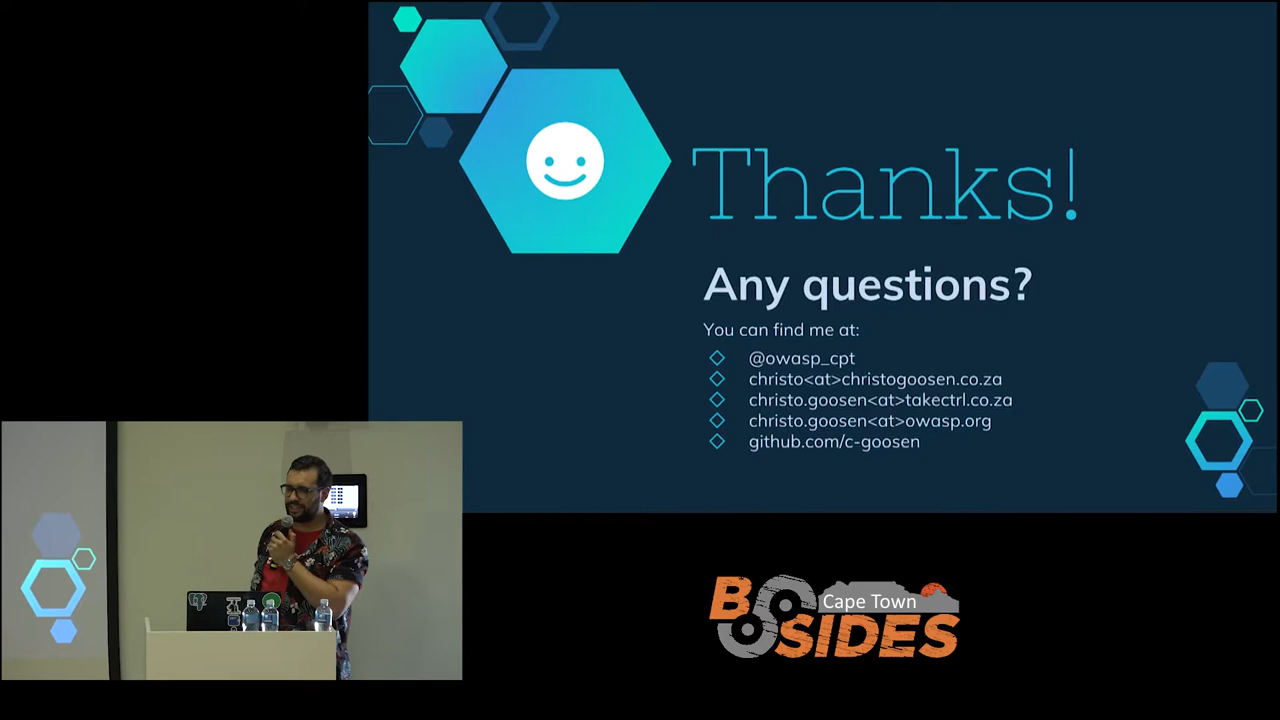 Thanks!
Any questions?
You can find me at:
@owasp_cpt
christo<at>christogoosen.co.za
christo.goosen<at>takectrl.co.za
christo.goosen<at>owasp.org
github.com/c-goosen
BSIDES
Cape Town